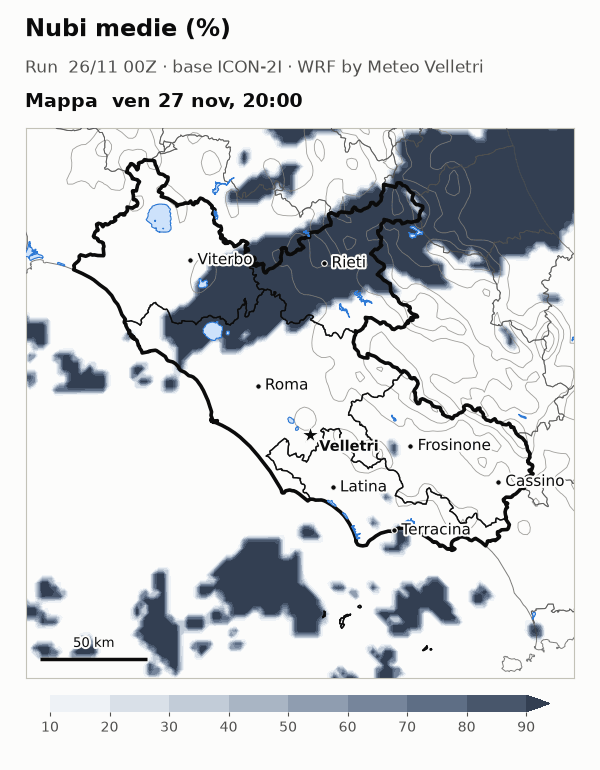 Nubi medie (%)
Run  26/11 00Z · base ICON-2I · WRF by Meteo Velletri
Mappa  ven 27 nov, 20:00
Viterbo
Rieti
Roma
Velletri
Frosinone
Latina
Cassino
Terracina
50 km
10 20 30 40 50 60 70 80 90